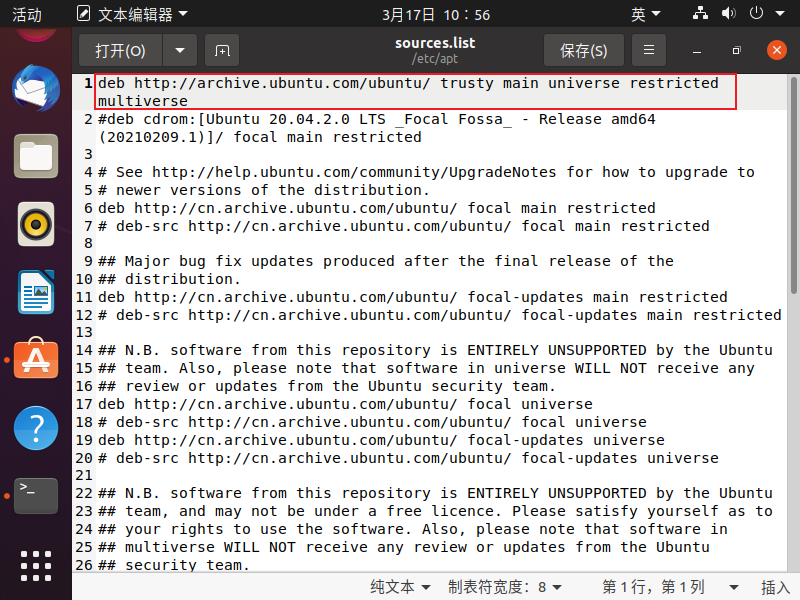 活动 文本编辑器 3月17日 10：56 英
打开(O) sources.list /etc/apt 保存(S)
1 deb http://archive.ubuntu.com/ubuntu/ trusty main universe restricted
multiverse
2 #deb cdrom:[Ubuntu 20.04.2.0 LTS _Focal Fossa_ - Release amd64
(20210209.1)]/ focal main restricted
3
4 # See http://help.ubuntu.com/community/UpgradeNotes for how to upgrade to
5 # newer versions of the distribution.
6 deb http://cn.archive.ubuntu.com/ubuntu/ focal main restricted
7 # deb-src http://cn.archive.ubuntu.com/ubuntu/ focal main restricted
8
9 ## Major bug fix updates produced after the final release of the
10 ## distribution.
11 deb http://cn.archive.ubuntu.com/ubuntu/ focal-updates main restricted
12 # deb-src http://cn.archive.ubuntu.com/ubuntu/ focal-updates main restricted
13
14 ## N.B. software from this repository is ENTIRELY UNSUPPORTED by the Ubuntu
15 ## team. Also, please note that software in universe WILL NOT receive any
16 ## review or updates from the Ubuntu security team.
17 deb http://cn.archive.ubuntu.com/ubuntu/ focal universe
18 # deb-src http://cn.archive.ubuntu.com/ubuntu/ focal universe
19 deb http://cn.archive.ubuntu.com/ubuntu/ focal-updates universe
20 # deb-src http://cn.archive.ubuntu.com/ubuntu/ focal-updates universe
21
22 ## N.B. software from this repository is ENTIRELY UNSUPPORTED by the Ubuntu
23 ## team, and may not be under a free licence. Please satisfy yourself as to
24 ## your rights to use the software. Also, please note that software in
25 ## multiverse WILL NOT receive any review or updates from the Ubuntu
26 ## security team.
纯文本 制表符宽度：8 第 1 行，第 1 列 插入